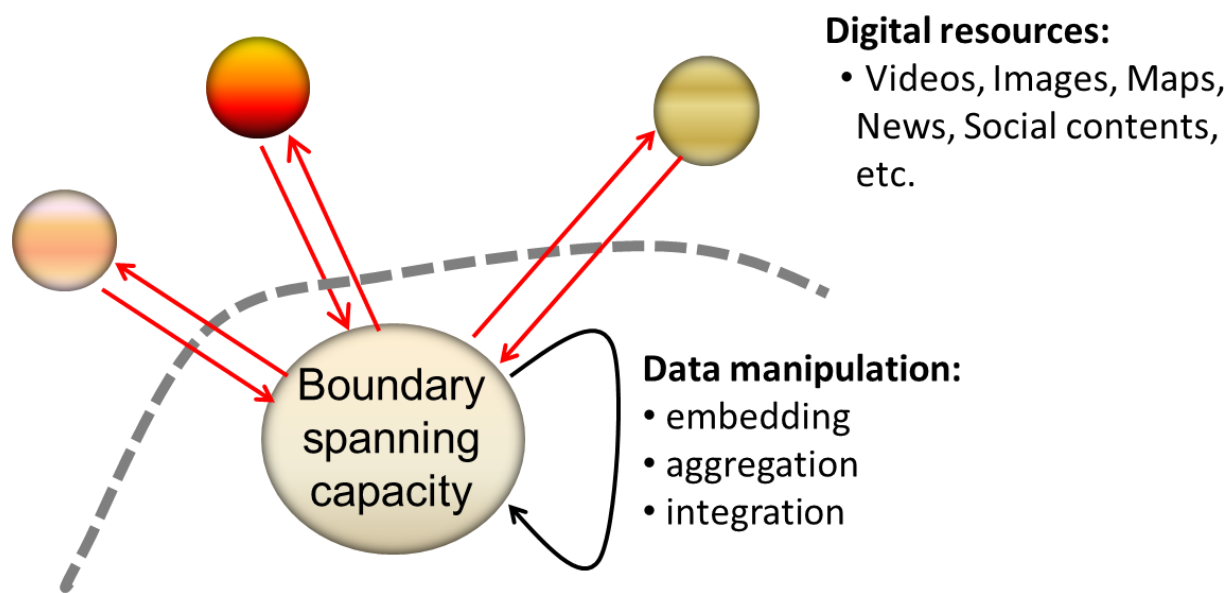 Digital resources:
• Videos, Images, Maps,
News, Social contents,
etc.
Boundary
spanning
capacity
Data manipulation:
• embedding
• aggregation
• integration